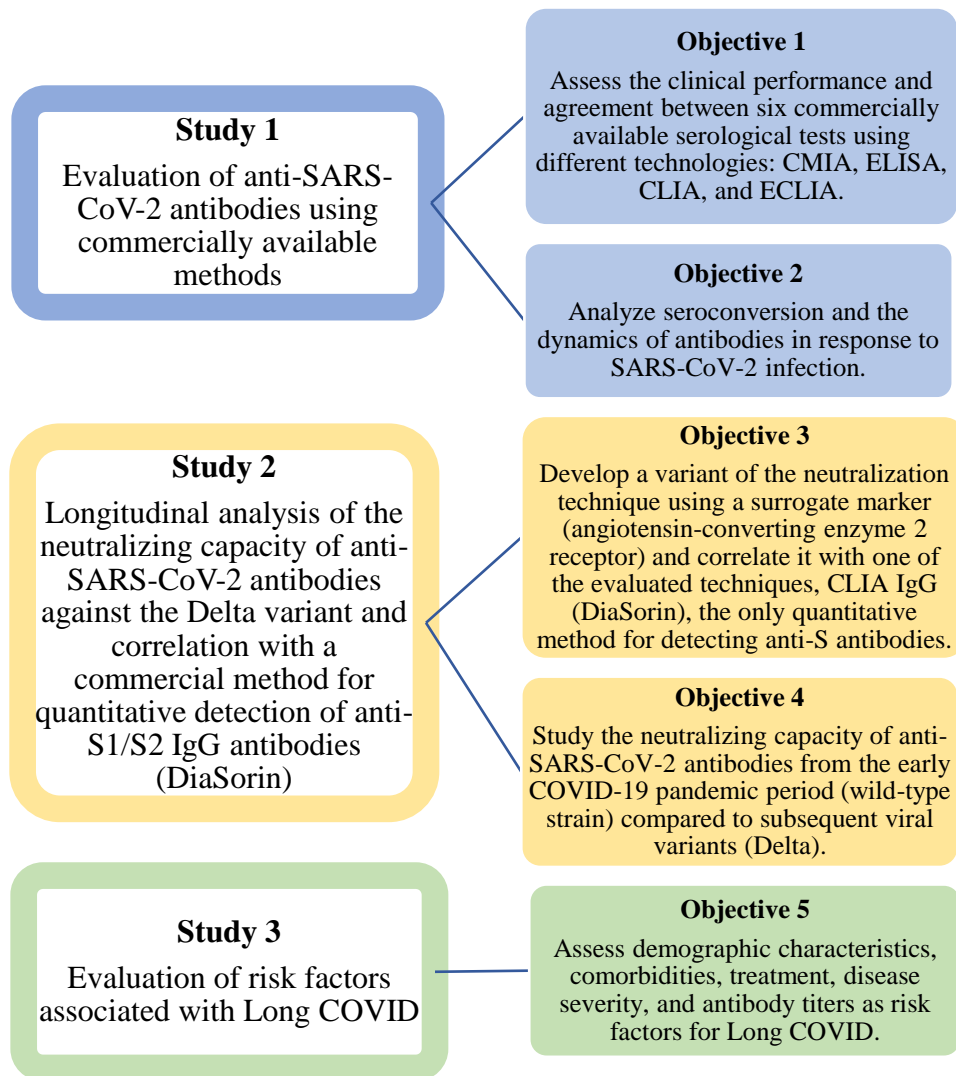 Study 1
Evaluation of anti-SARS-
CoV-2 antibodies using
commercially available
methods
Objective 1
Assess the clinical performance and
agreement between six commercially
available serological tests using
different technologies: CMIA, ELISA,
CLIA, and ECLIA.
Objective 2
Analyze seroconversion and the
dynamics of antibodies in response to
SARS-CoV-2 infection.
Study 2
Longitudinal analysis of the
neutralizing capacity of anti-
SARS-CoV-2 antibodies
against the Delta variant and
correlation with a
commercial method for
quantitative detection of anti-
S1/S2 IgG antibodies
(DiaSorin)
Objective 3
Develop a variant of the neutralization
technique using a surrogate marker
(angiotensin-converting enzyme 2
receptor) and correlate it with one of
the evaluated techniques, CLIA IgG
(DiaSorin), the only quantitative
method for detecting anti-S antibodies.
Objective 4
Study the neutralizing capacity of anti-
SARS-CoV-2 antibodies from the early
COVID-19 pandemic period (wild-type
strain) compared to subsequent viral
variants (Delta).
Study 3
Evaluation of risk factors
associated with Long COVID
Objective 5
Assess demographic characteristics,
comorbidities, treatment, disease
severity, and antibody titers as risk
factors for Long COVID.